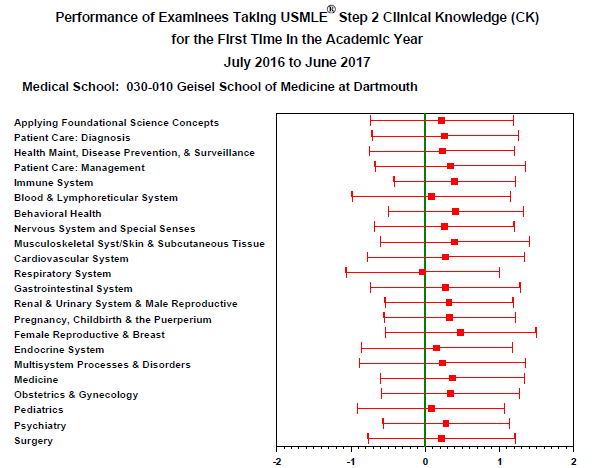 Performance of Examinees Taking USMLE® Step 2 Clinical Knowledge (CK)
for the First Time in the Academic Year
July 2016 to June 2017
Medical School: 030-010 Geisel School of Medicine at Dartmouth
Applying Foundational Science Concepts
Patient Care: Diagnosis
Health Maint, Disease Prevention, & Surveillance
Patient Care: Management
Immune System
Blood & Lymphoreticular System
Behavioral Health
Nervous System and Special Senses
Musculoskeletal Syst/Skin & Subcutaneous Tissue
Cardiovascular System
Respiratory System
Gastrointestinal System
Renal & Urinary System & Male Reproductive
Pregnancy, Childbirth & the Puerperium
Female Reproductive & Breast
Endocrine System
Multisystem Processes & Disorders
Medicine
Obstetrics & Gynecology
Pediatrics
Psychiatry
Surgery
-2 -1 0 1 2